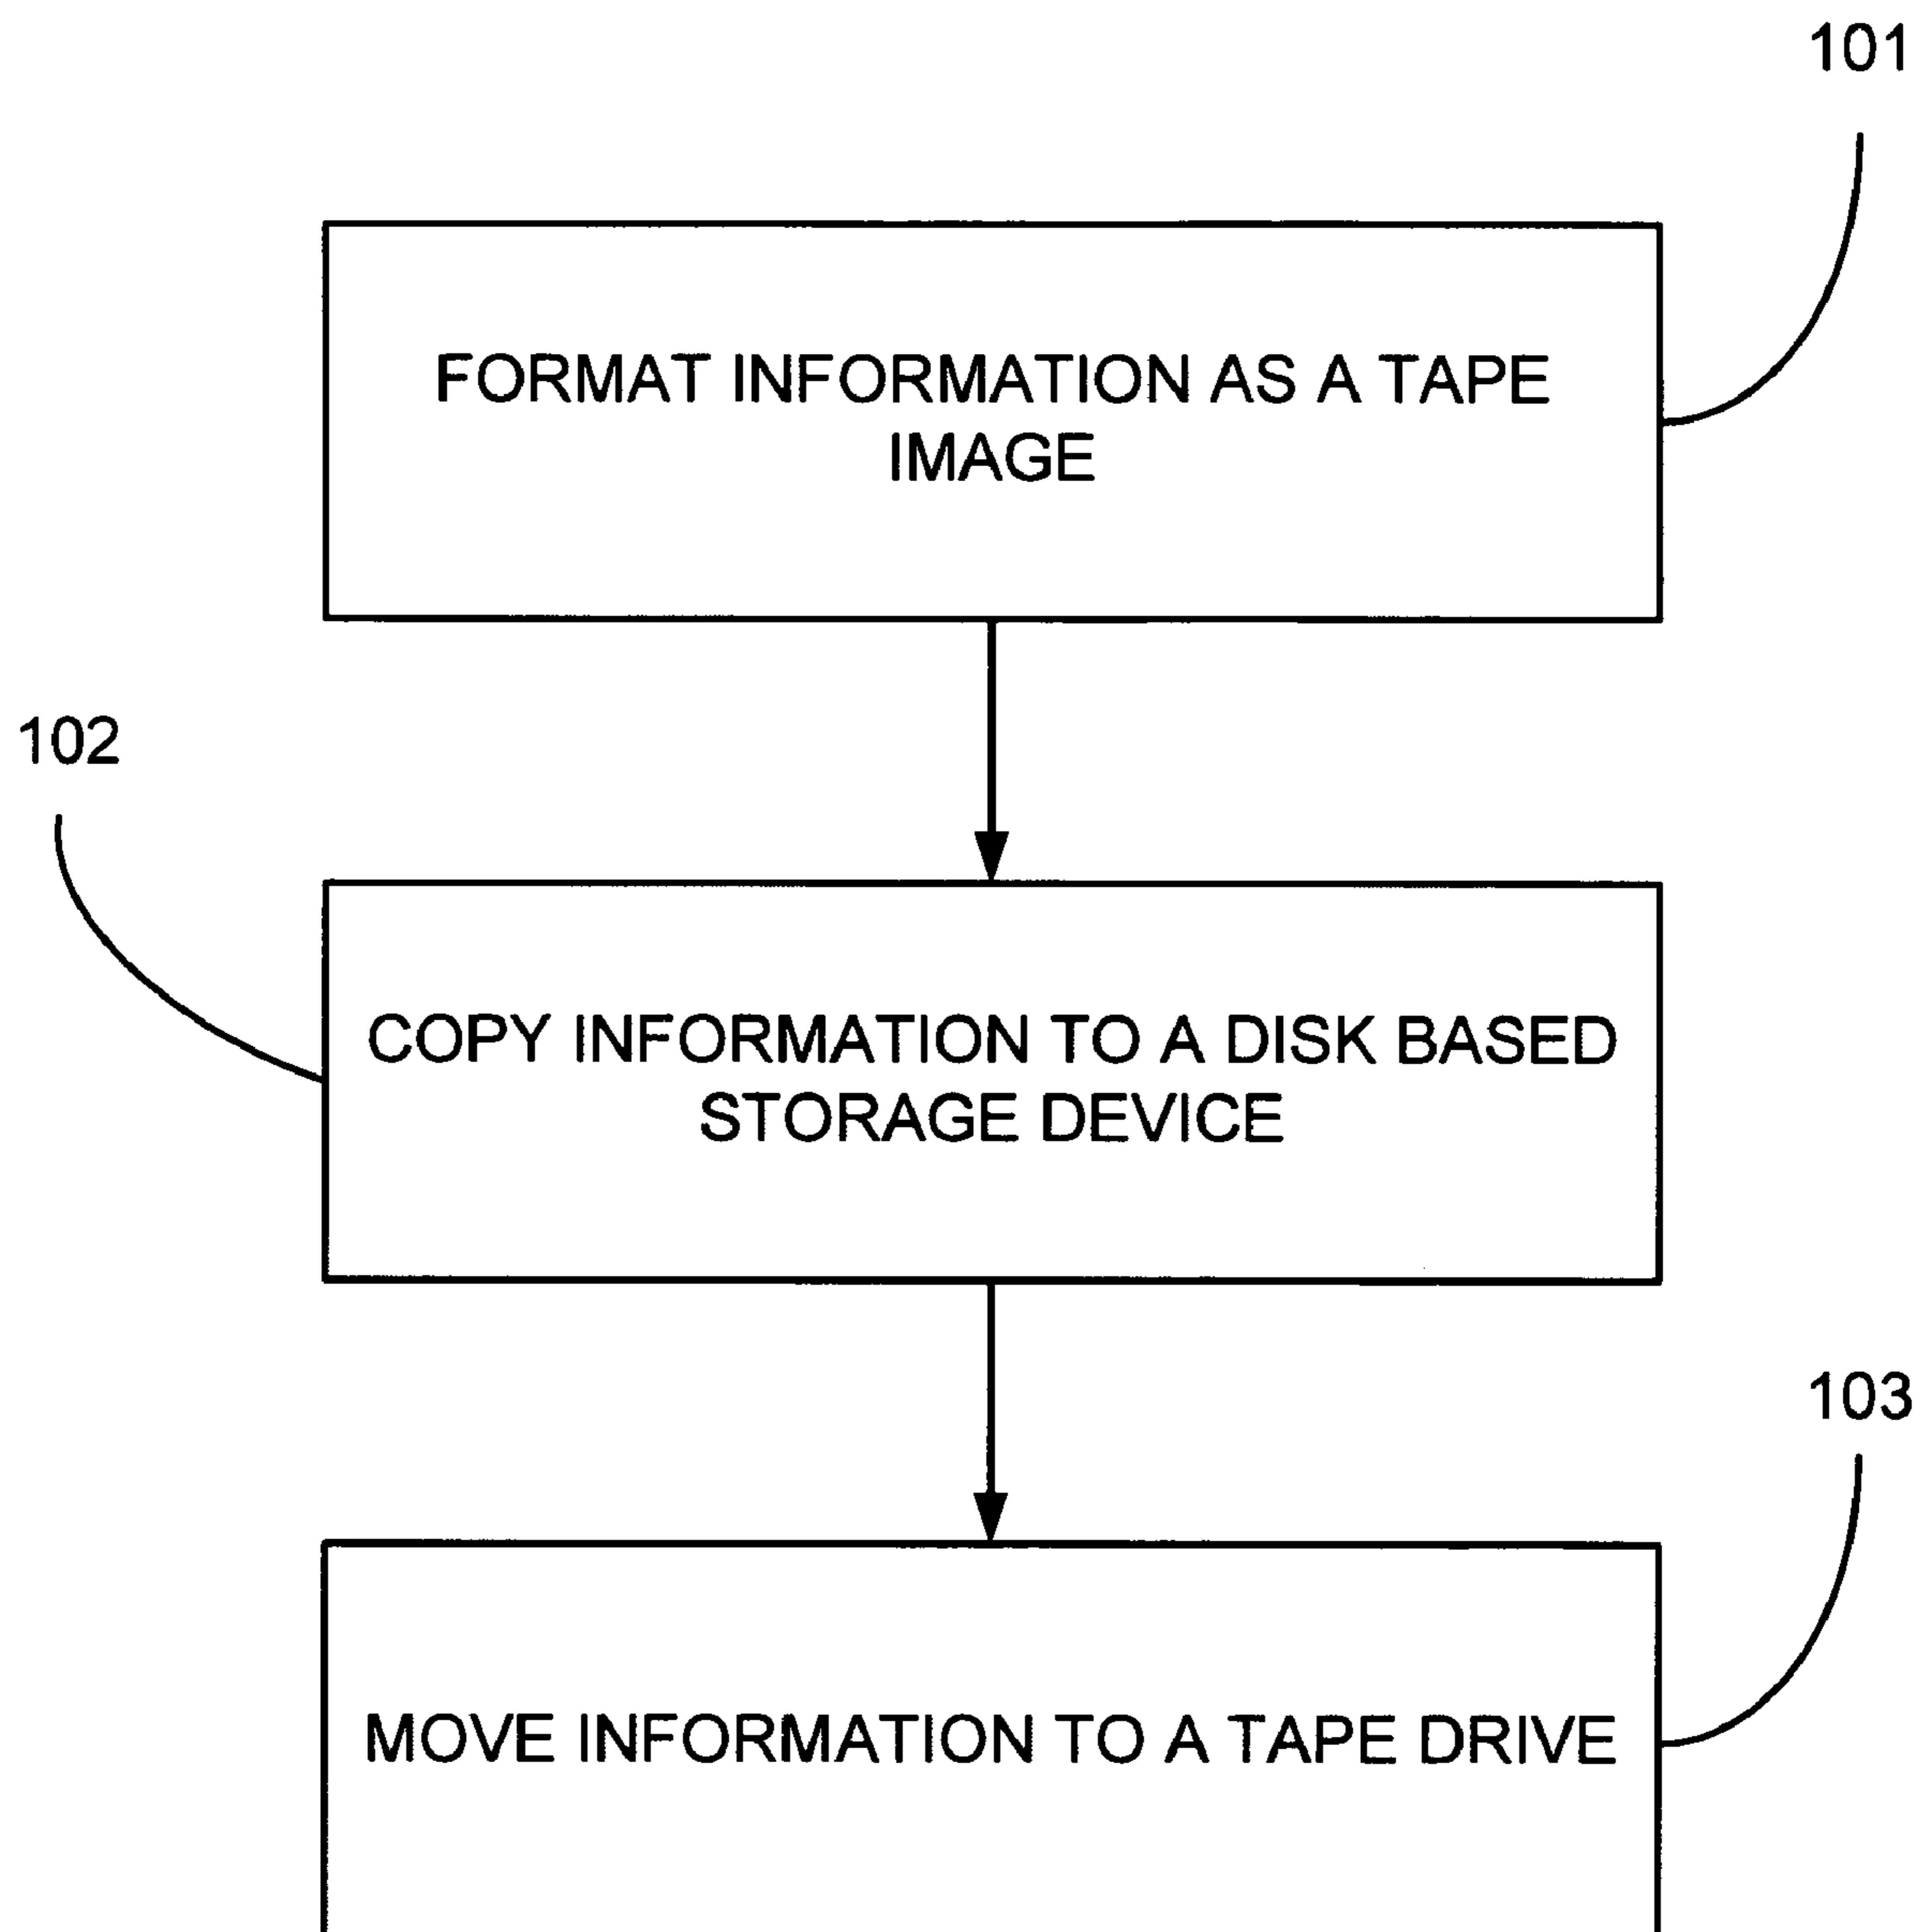 101
FORMAT INFORMATION AS A TAPE
IMAGE
102
COPY INFORMATION TO A DISK BASED
STORAGE DEVICE
103
MOVE INFORMATION TO A TAPE DRIVE